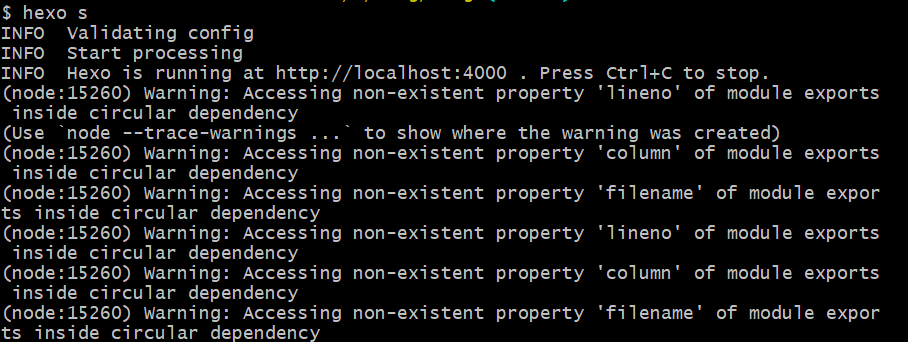 $ hexo s
INFO  Validating config
INFO  Start processing
INFO  Hexo is running at http://localhost:4000 . Press Ctrl+C to stop.
(node:15260) Warning: Accessing non-existent property 'lineno' of module exports
 inside circular dependency
(Use `node --trace-warnings ...` to show where the warning was created)
(node:15260) Warning: Accessing non-existent property 'column' of module exports
 inside circular dependency
(node:15260) Warning: Accessing non-existent property 'filename' of module expor
ts inside circular dependency
(node:15260) Warning: Accessing non-existent property 'lineno' of module exports
 inside circular dependency
(node:15260) Warning: Accessing non-existent property 'column' of module exports
 inside circular dependency
(node:15260) Warning: Accessing non-existent property 'filename' of module expor
ts inside circular dependency